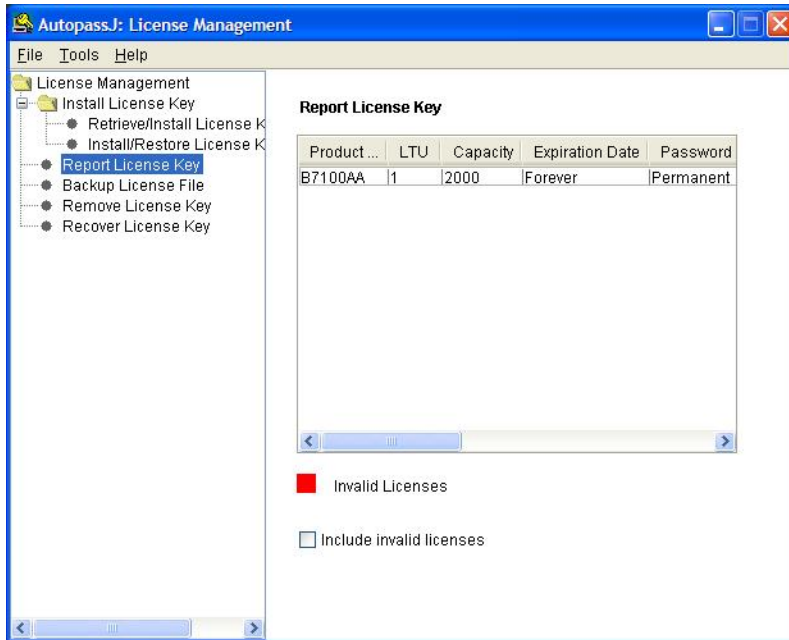 AutopassJ: License Management
File Tools Help
License Management
Install License Key
Retrieve/Install License K
Install/Restore License K
Report License Key
Backup License File
Remove License Key
Recover License Key
Report License Key
Product ... LTU Capacity Expiration Date Password
B7100AA 1 2000 Forever Permanent
Invalid Licenses
Include invalid licenses